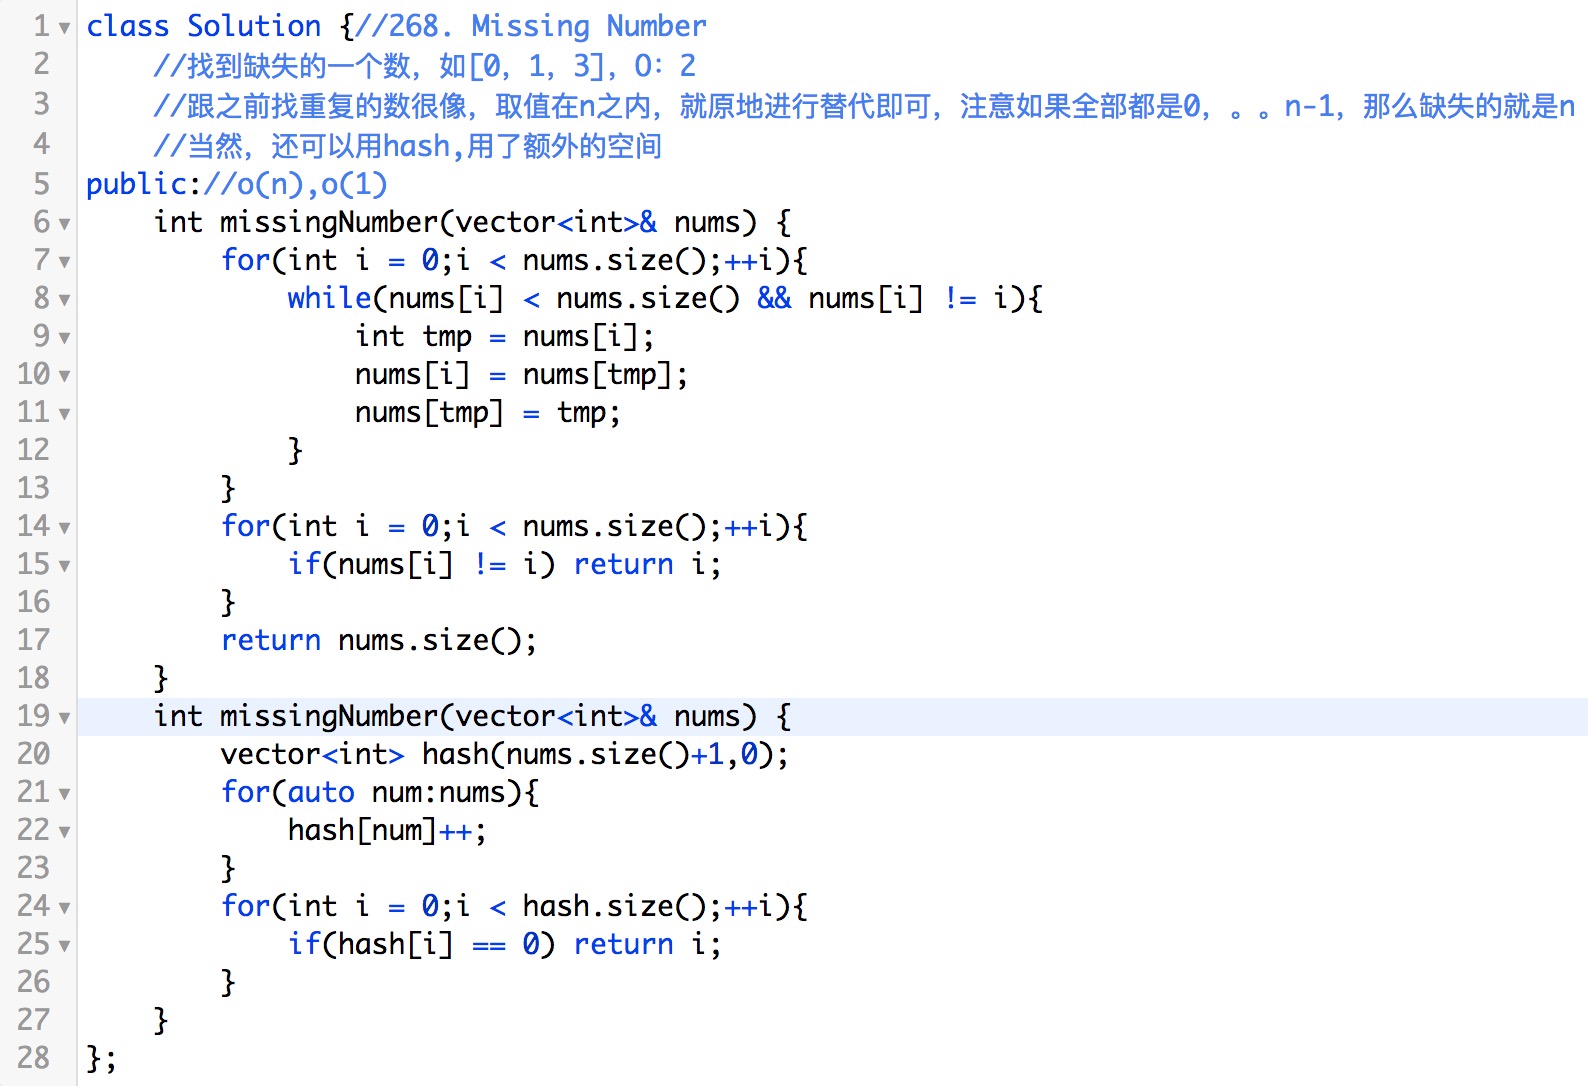 1 class Solution {//268. Missing Number
2     //找到缺失的一个数，如[0，1，3]，O：2
3     //跟之前找重复的数很像，取值在n之内，就原地进行替代即可，注意如果全部都是0，。。n-1，那么缺失的就是n
4     //当然，还可以用hash,用了额外的空间
5 public://o(n),o(1)
6     int missingNumber(vector<int>& nums) {
7         for(int i = 0;i < nums.size();++i){
8             while(nums[i] < nums.size() && nums[i] != i){
9                 int tmp = nums[i];
10                 nums[i] = nums[tmp];
11                 nums[tmp] = tmp;
12             }
13         }
14         for(int i = 0;i < nums.size();++i){
15             if(nums[i] != i) return i;
16         }
17         return nums.size();
18     }
19     int missingNumber(vector<int>& nums) {
20         vector<int> hash(nums.size()+1,0);
21         for(auto num:nums){
22             hash[num]++;
23         }
24         for(int i = 0;i < hash.size();++i){
25             if(hash[i] == 0) return i;
26         }
27     }
28 };